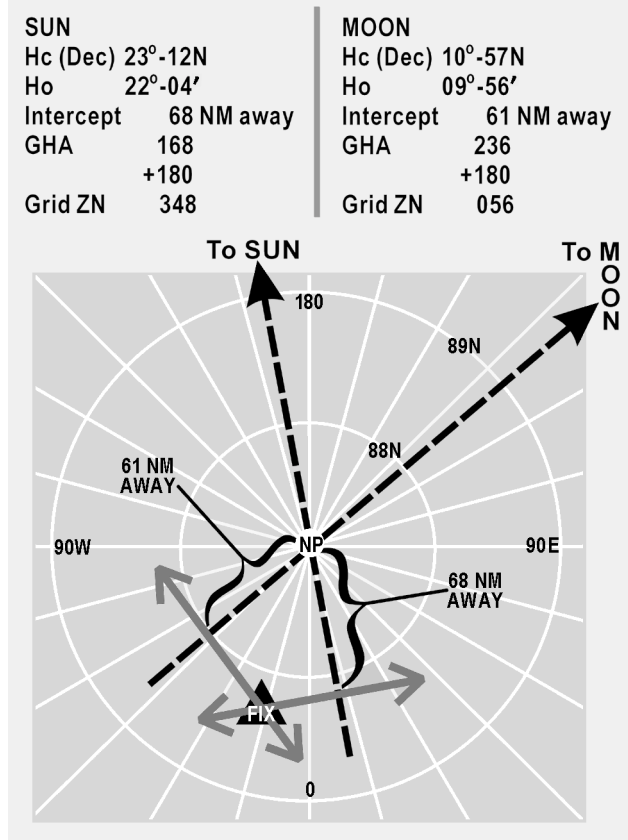 SUN
Hc (Dec) 23°-12N
Ho 22°-04′
Intercept 68 NM away
GHA 168
+180
Grid ZN 348
MOON
Hc (Dec) 10°-57N
Ho 09°-56′
Intercept 61 NM away
GHA 236
+180
Grid ZN 056
To SUN
To MOON
180
89N
88N
61 NM
AWAY
90W
NP
90E
68 NM
AWAY
FIX
0